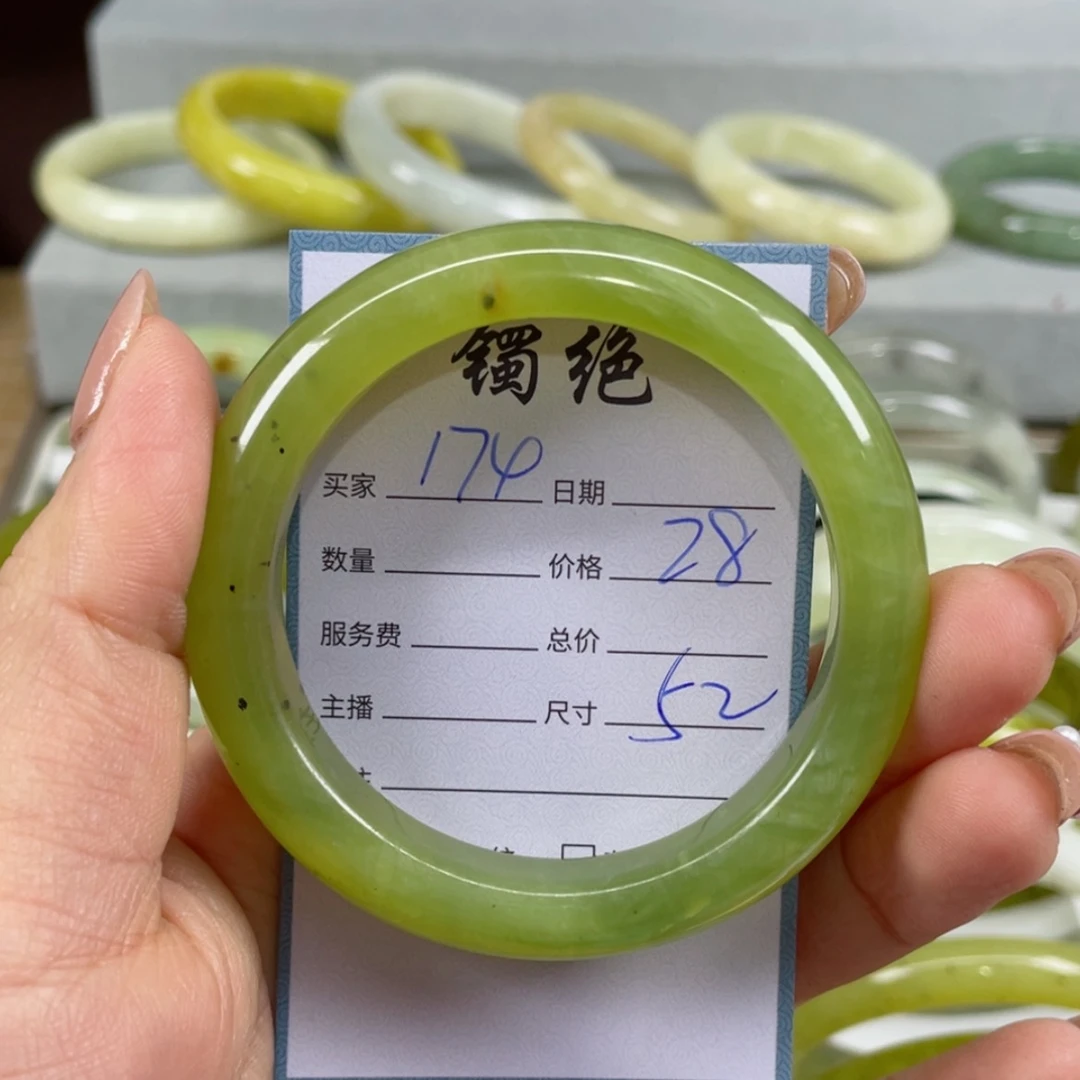 镯绝
买家 174 日期
数量 价格 28
服务费 总价
主播 尺寸 52